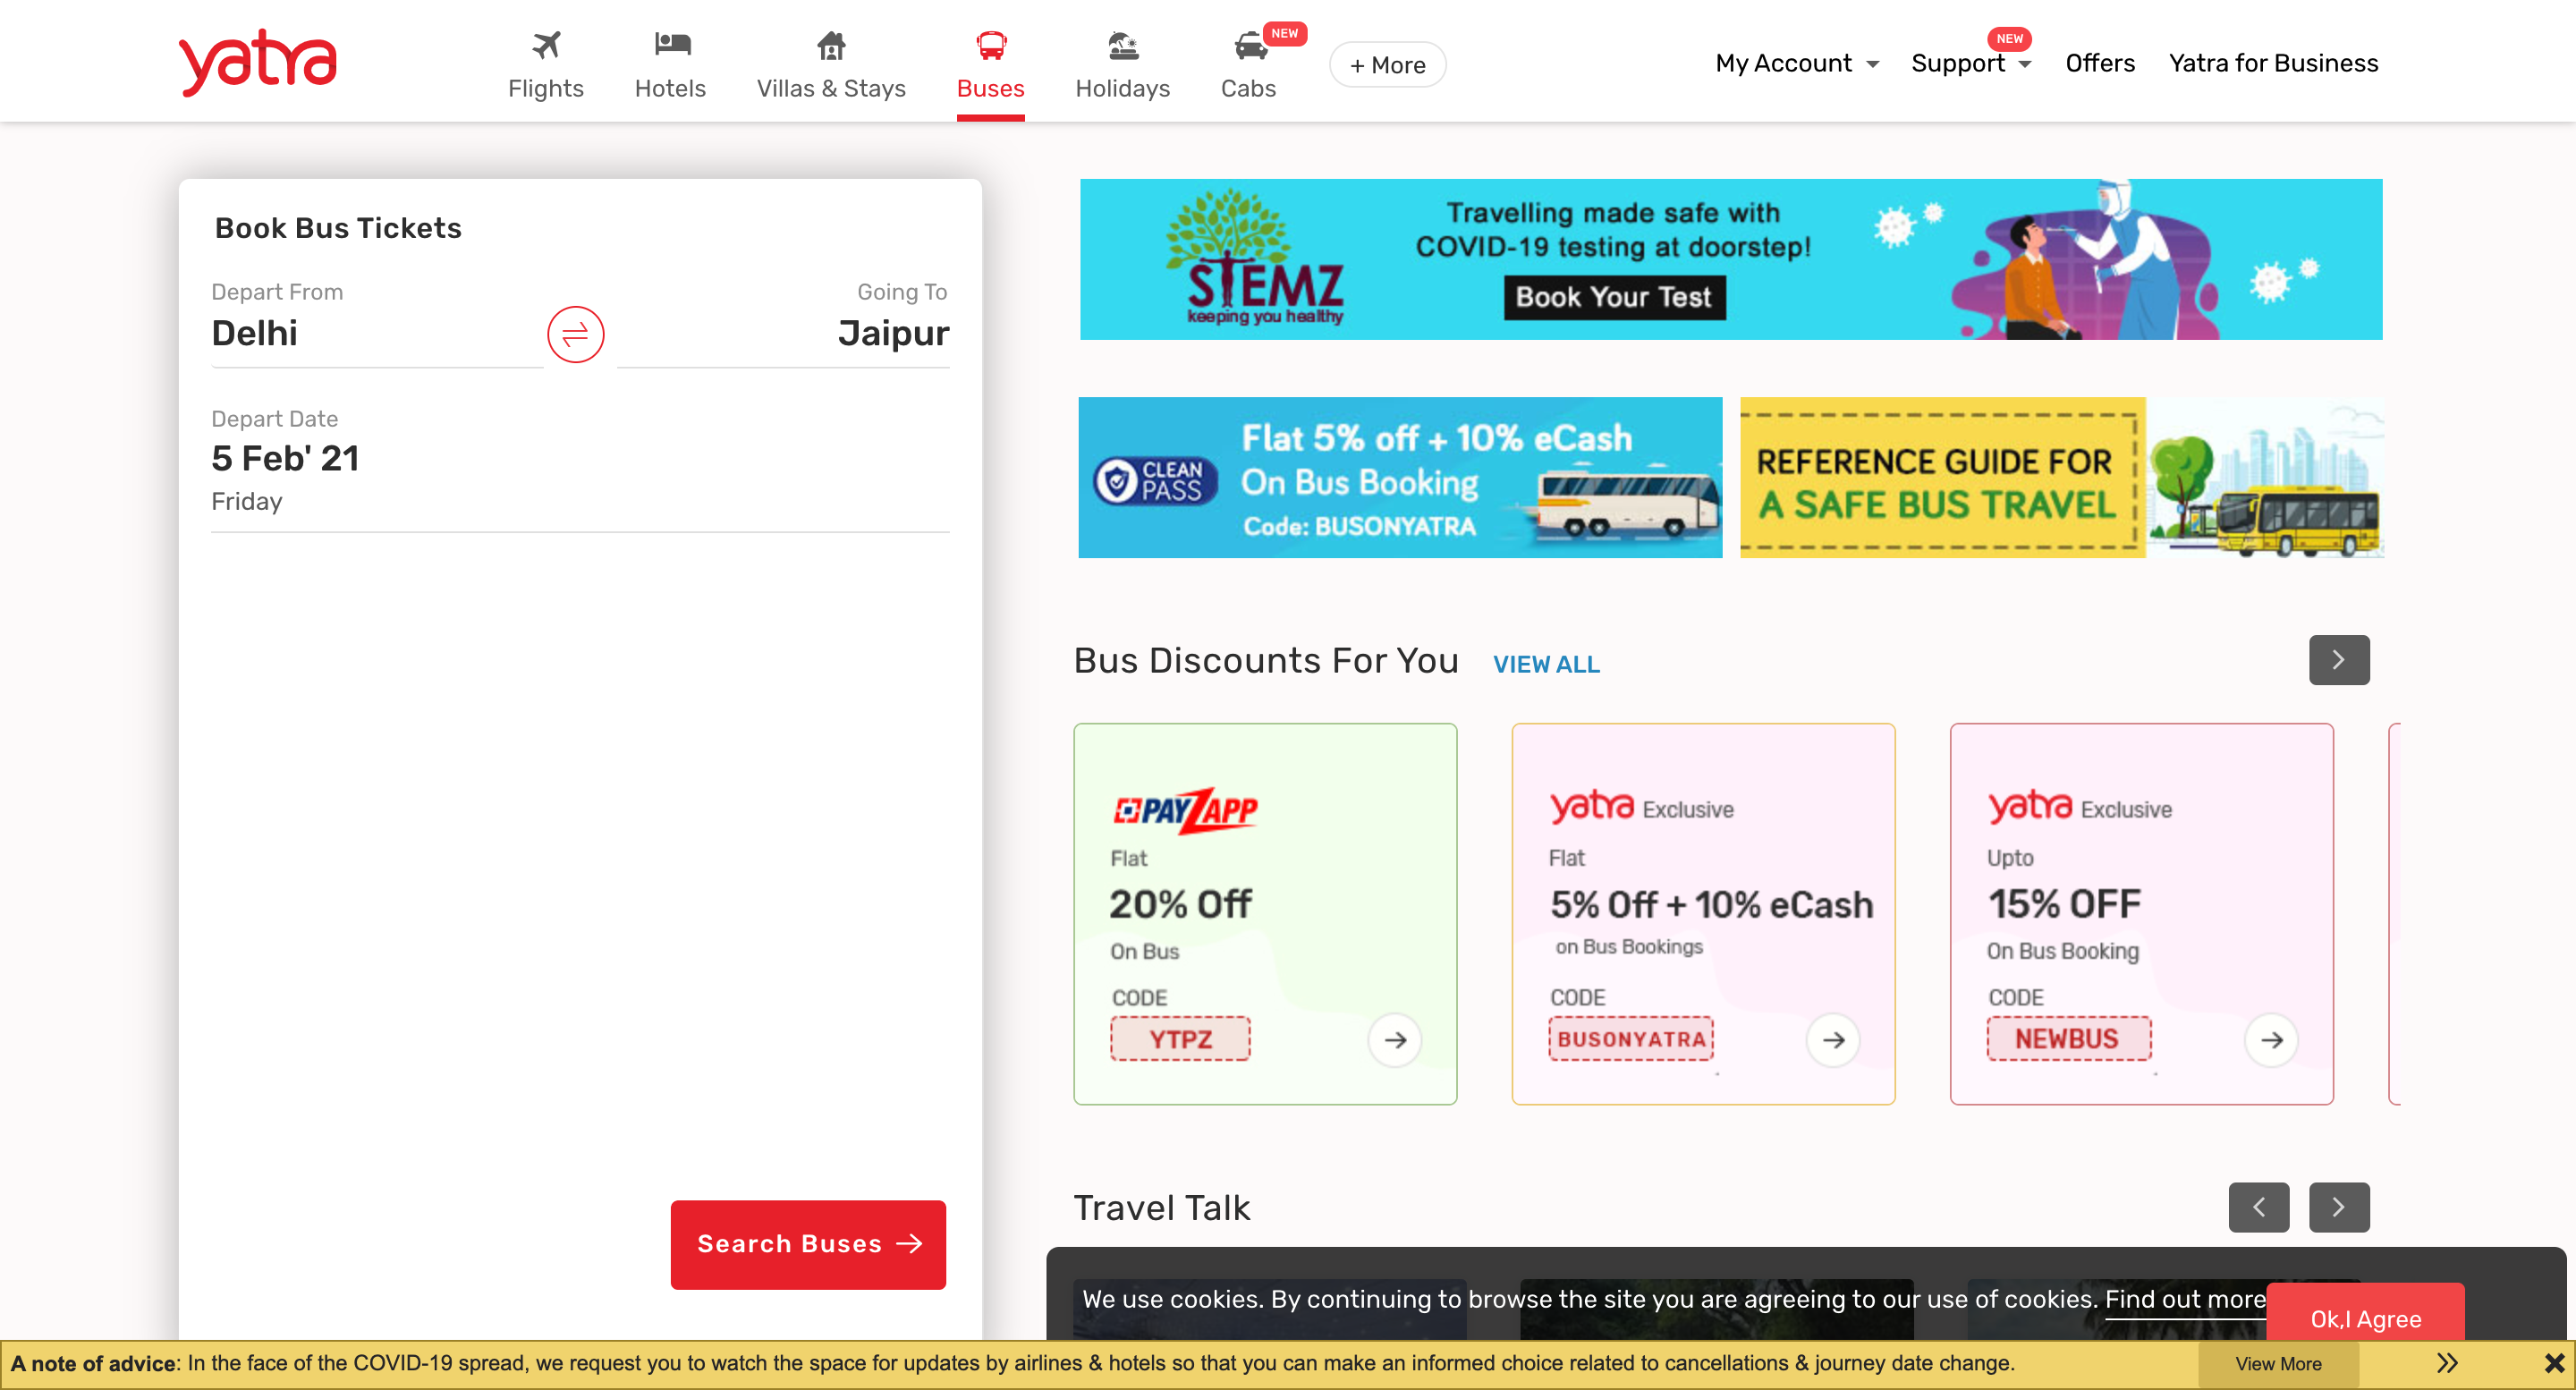 yatra
Flights
Hotels
Villas & Stays
Buses
Holidays
Cabs
NEW
+ More
My Account
Support
NEW
Offers
Yatra for Business
Book Bus Tickets
Depart From
Delhi
Going To
Jaipur
Depart Date
5 Feb' 21
Friday
Search Buses
STEMZ
keeping you healthy
Travelling made safe with
COVID-19 testing at doorstep!
Book Your Test
CLEAN
PASS
Flat 5% off + 10% eCash
On Bus Booking
Code: BUSONYATRA
REFERENCE GUIDE FOR
A SAFE BUS TRAVEL
Bus Discounts For You
VIEW ALL
PAYZAPP
Flat
20% Off
On Bus
CODE
YTPZ
yatra Exclusive
Flat
5% Off + 10% eCash
on Bus Bookings
CODE
BUSONYATRA
yatra Exclusive
Upto
15% OFF
On Bus Booking
CODE
NEWBUS
Travel Talk
We use cookies. By continuing to browse the site you are agreeing to our use of cookies. Find out more
Ok,I Agree
A note of advice: In the face of the COVID-19 spread, we request you to watch the space for updates by airlines & hotels so that you can make an informed choice related to cancellations & journey date change.
View More